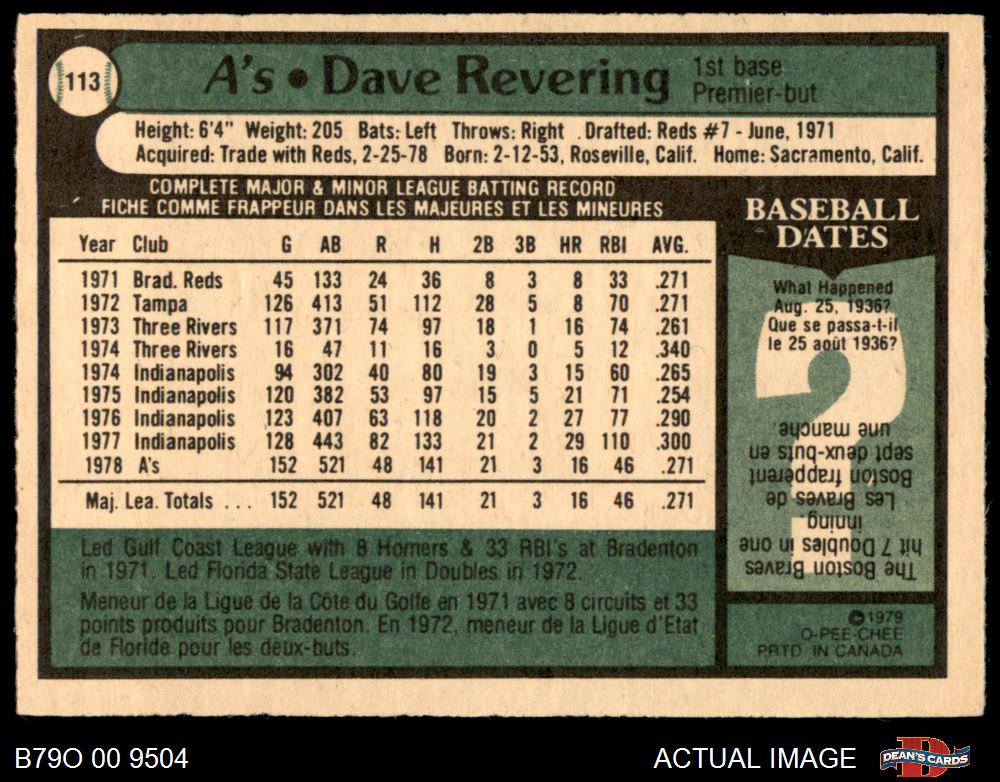 113
A's • Dave Revering
1st base
Premier-but
Height: 6'4" Weight: 205 Bats: Left Throws: Right . Drafted: Reds #7 - June, 1971
Acquired: Trade with Reds, 2-25-78 Born: 2-12-53, Roseville, Calif. Home: Sacramento, Calif.
COMPLETE MAJOR & MINOR LEAGUE BATTING RECORD
FICHE COMME FRAPPEUR DANS LES MAJEURES ET LES MINEURES
Year Club G AB R H 2B 3B HR RBI AVG.
1971 Brad. Reds 45 133 24 36 8 3 8 33 .271
1972 Tampa 126 413 51 112 28 5 8 70 .271
1973 Three Rivers 117 371 74 97 18 1 16 74 .261
1974 Three Rivers 16 47 11 16 3 0 5 12 .340
1974 Indianapolis 94 302 40 80 19 3 15 60 .265
1975 Indianapolis 120 382 53 97 15 5 21 71 .254
1976 Indianapolis 123 407 63 118 20 2 27 77 .290
1977 Indianapolis 128 443 82 133 21 2 29 110 .300
1978 A's 152 521 48 141 21 3 16 46 .271
Maj. Lea. Totals ... 152 521 48 141 21 3 16 46 .271
Led Gulf Coast League with 8 Homers & 33 RBI's at Bradenton
in 1971. Led Florida State League in Doubles in 1972.
Meneur de la Ligue de la Côte du Golfe en 1971 avec 8 circuits et 33
points produits pour Bradenton. En 1972, meneur de la Ligue d'Etat
de Floride pour les deux-buts.
BASEBALL
DATES
What Happened
Aug. 25, 1936?
Que se passa-t-il
le 25 août 1936?
The Boston Braves
hit 7 Doubles in one
inning.
Les Braves de
Boston frappèrent
sept deux-buts en
une manche.
©1979
O-PEE-CHEE
PRTD. IN CANADA
B79O 00 9504
ACTUAL IMAGE
DEAN'S CARDS